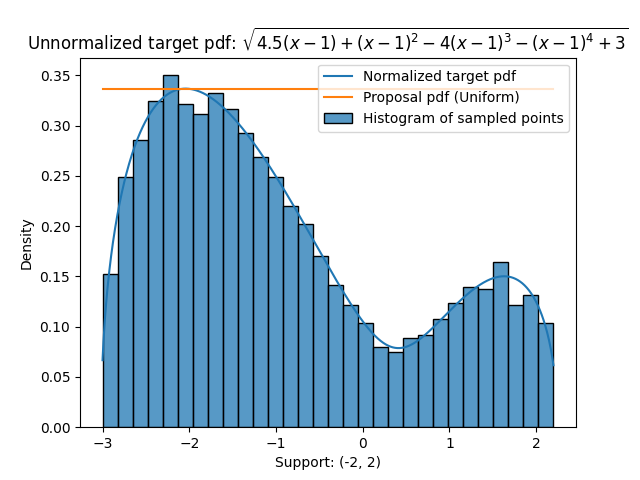 Unnormalized target pdf: $\sqrt{4.5(x-1)+(x-1)^2-4(x-1)^3-(x-1)^4+3}$
0.35
0.30
0.25
0.20
0.15
0.10
0.05
0.00
Density
Normalized target pdf
Proposal pdf (Uniform)
Histogram of sampled points
−3 −2 −1 0 1 2
Support: (-2, 2)